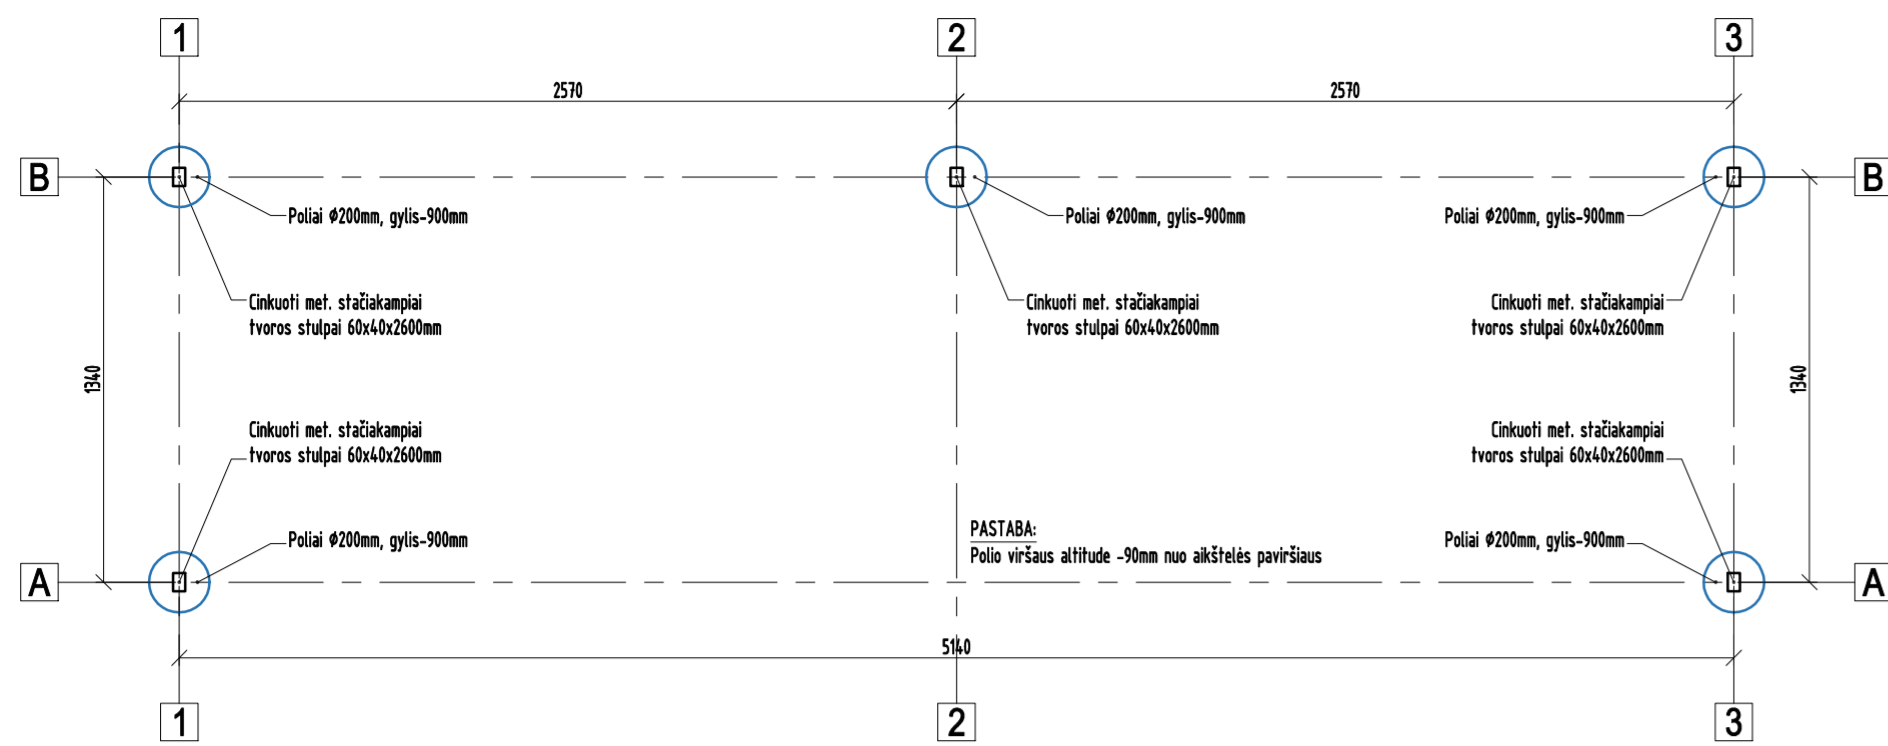 1
2
3
2570
2570
B
B
Poliai Ø200mm, gylis-900mm
Poliai Ø200mm, gylis-900mm
Poliai Ø200mm, gylis-900mm
Cinkuoti met. stačiakampiai
tvoros stulpai 60x40x2600mm
Cinkuoti met. stačiakampiai
tvoros stulpai 60x40x2600mm
Cinkuoti met. stačiakampiai
tvoros stulpai 60x40x2600mm
1340
1340
Cinkuoti met. stačiakampiai
tvoros stulpai 60x40x2600mm
Cinkuoti met. stačiakampiai
tvoros stulpai 60x40x2600mm
Poliai Ø200mm, gylis-900mm
PASTABA:
Polio viršaus altitude -90mm nuo aikštelės paviršiaus
Poliai Ø200mm, gylis-900mm
A
A
5140
1
2
3